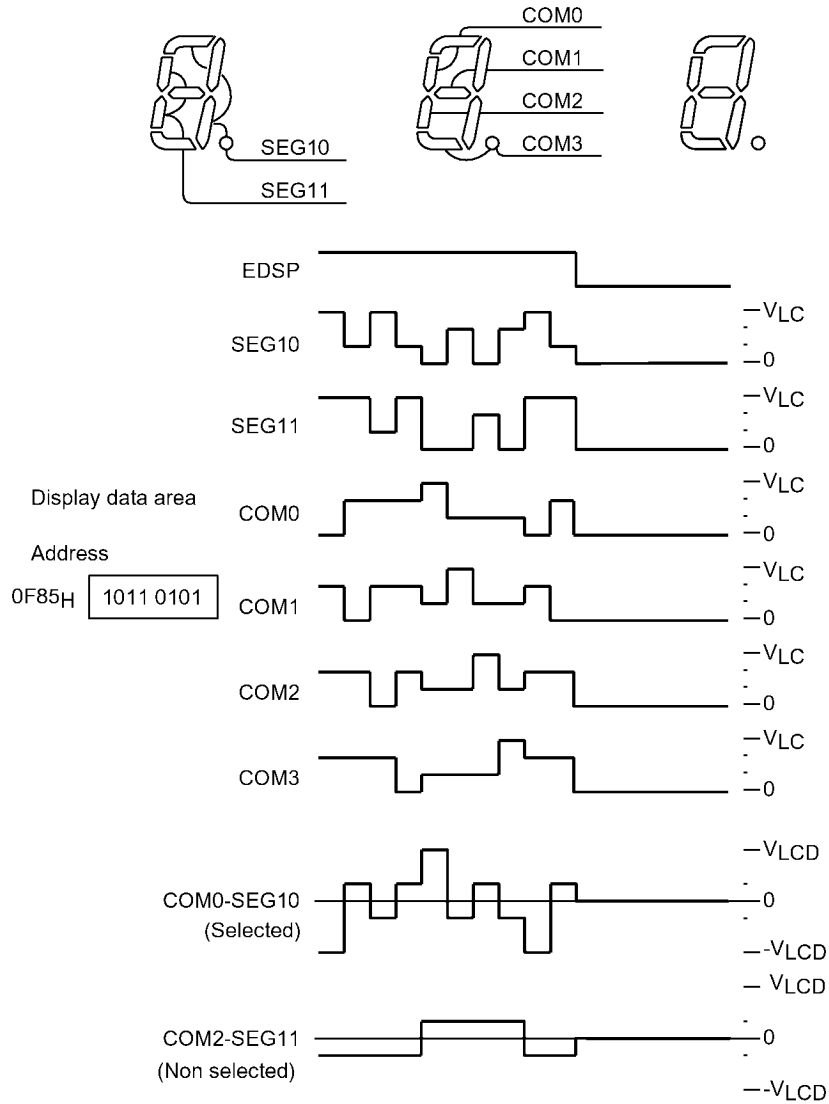 COM0
COM1
COM2
COM3
SEG10
SEG11
EDSP
VLC
SEG10
0
VLC
SEG11
0
VLC
Display data area
COM0
0
Address
VLC
0F85H 1011 0101
COM1
0
VLC
COM2
0
VLC
COM3
0
VLCD
COM0-SEG10
0
(Selected)
-VLCD
VLCD
COM2-SEG11
0
(Non selected)
-VLCD